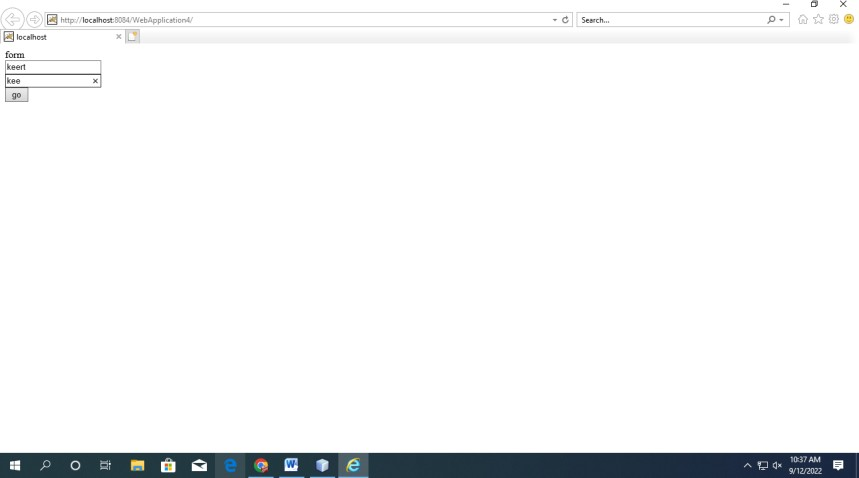 http://localhost:8084/WebApplication4/
Search...
localhost
form
keert
kee
go
10:37 AM
9/12/2022